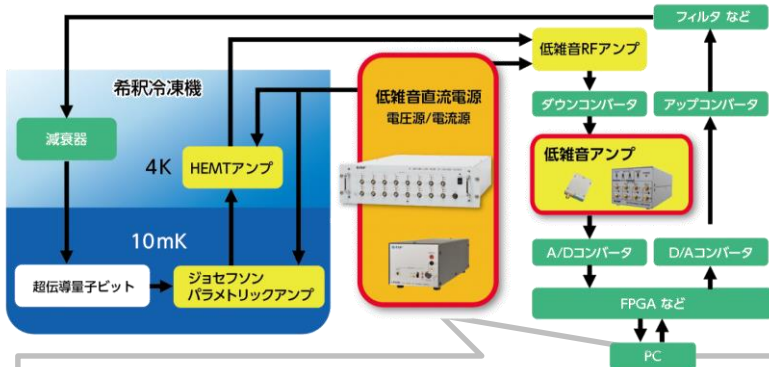 フィルタ など
低雑音RFアンプ
希釈冷凍機
低雑音直流電源
電圧源/電流源
ダウンコンバータ
アップコンバータ
減衰器
低雑音アンプ
4K
HEMTアンプ
10mK
A/Dコンバータ
D/Aコンバータ
超伝導量子ビット
ジョセフソン
パラメトリックアンプ
FPGA など
PC